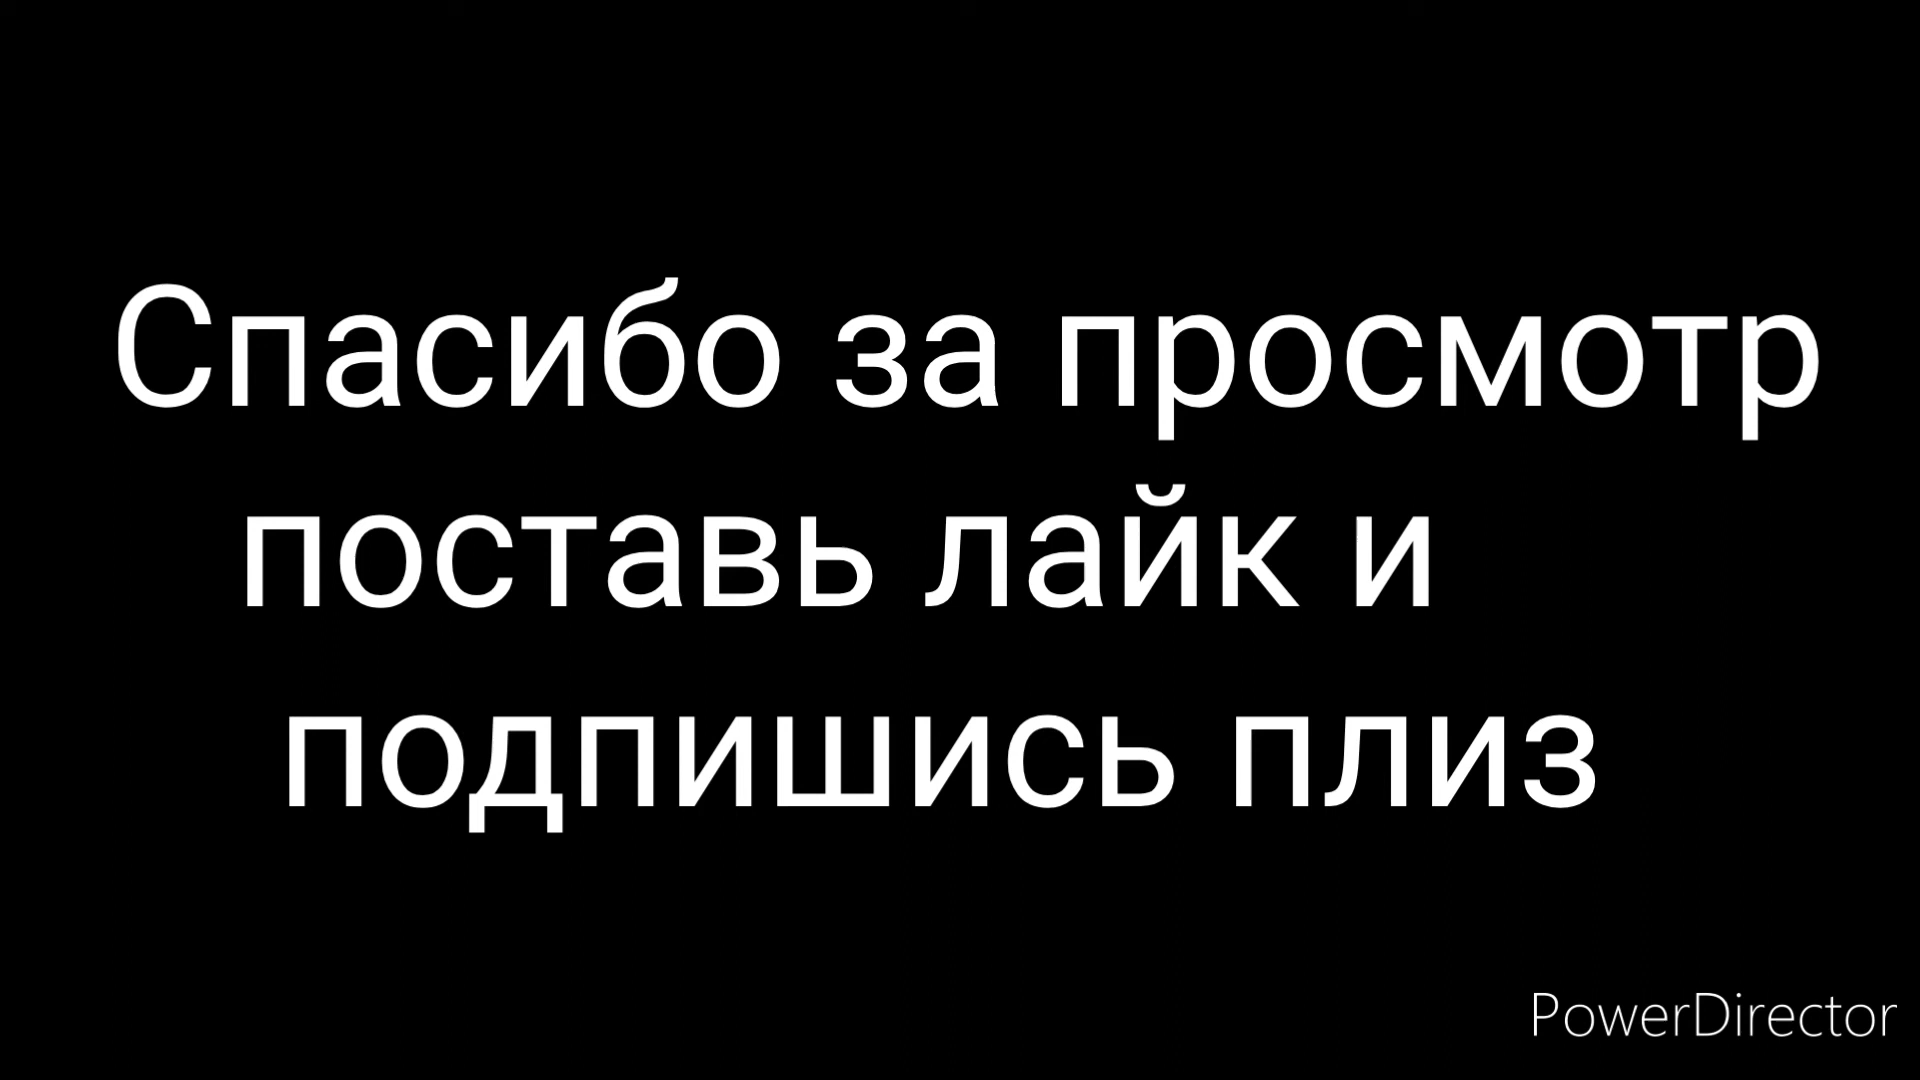 Спасибо за просмотр
поставь лайк и
подпишись плиз
PowerDirector